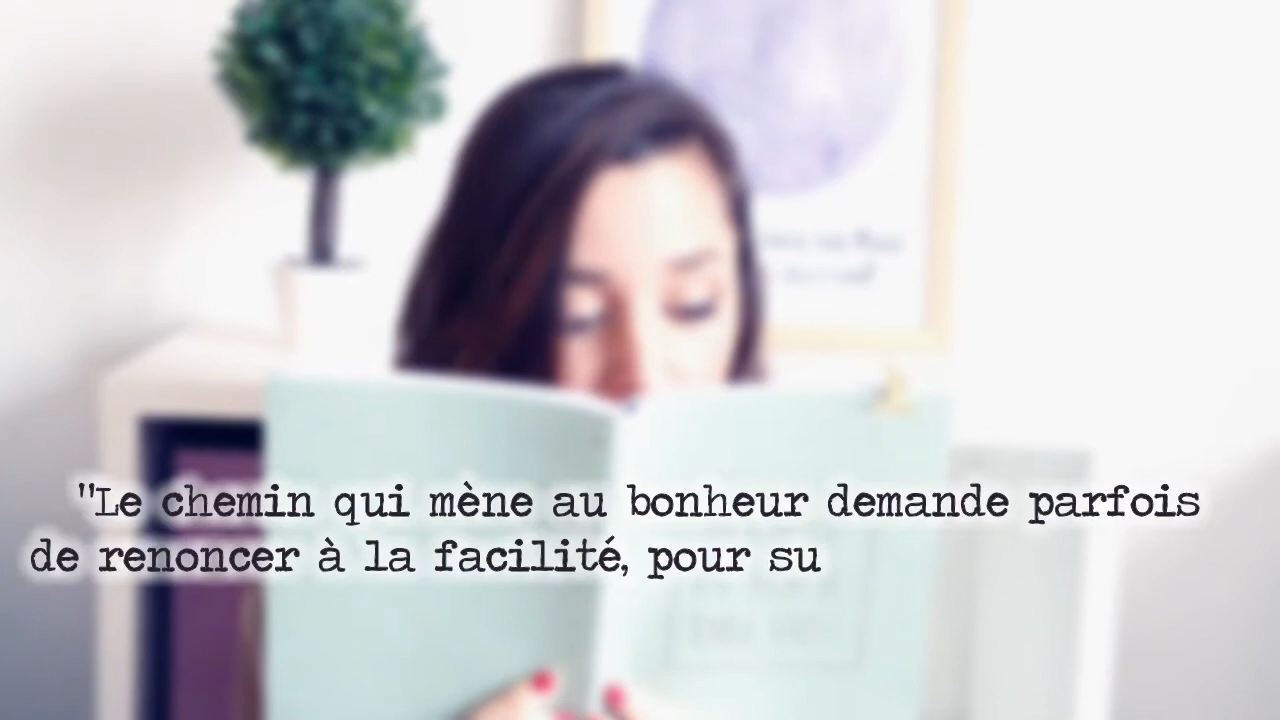 "Le chemin qui mène au bonheur demande parfois
de renoncer à la facilité, pour su